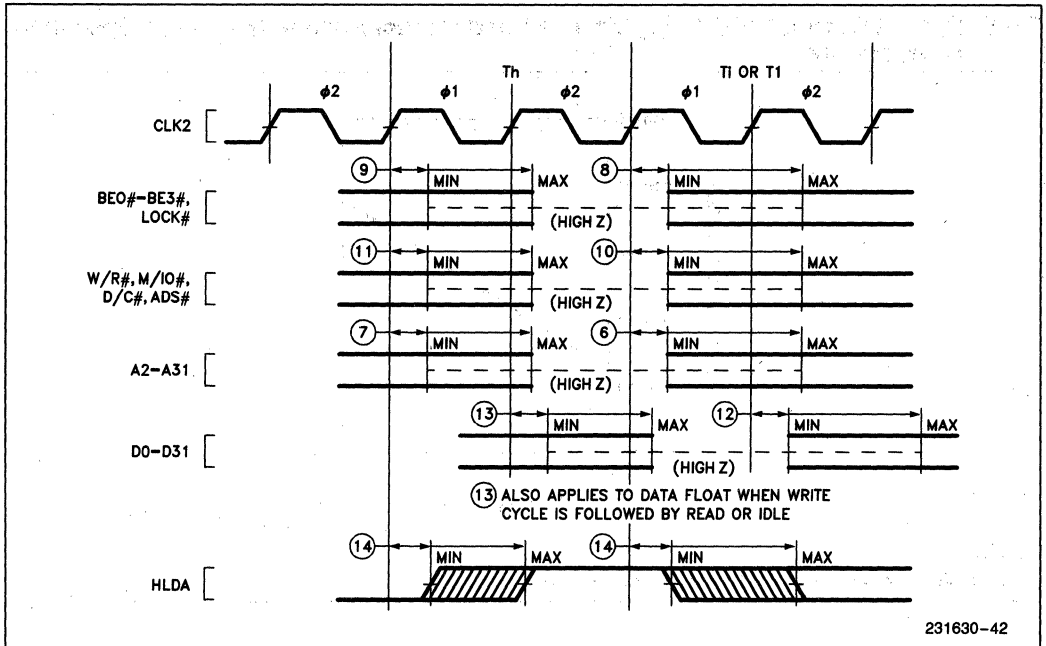 Th
Ti OR T1
ϕ2 ϕ1 ϕ2 ϕ1 ϕ2
CLK2
9 8
MIN MAX MIN MAX
BE0#–BE3#,
LOCK#
(HIGH Z)
11 10
MIN MAX MIN MAX
W/R#, M/IO#,
D/C#, ADS#
(HIGH Z)
7 6
MIN MAX MIN MAX
A2–A31
(HIGH Z)
13 12
MIN MAX MIN MAX
D0–D31
(HIGH Z)
13 ALSO APPLIES TO DATA FLOAT WHEN WRITE
CYCLE IS FOLLOWED BY READ OR IDLE
14 14
MIN MAX MIN MAX
HLDA
231630–42